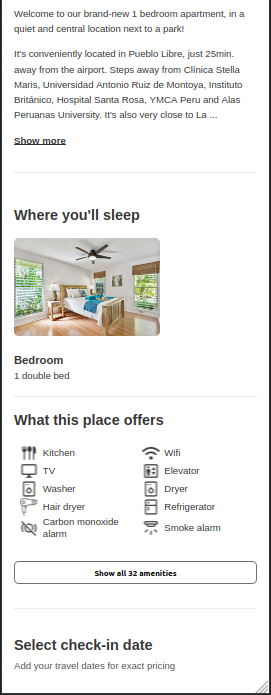 Welcome to our brand-new 1 bedroom apartment, in a
quiet and central location next to a park!
It's conveniently located in Pueblo Libre, just 25min.
away from the airport. Steps away from Clínica Stella
Maris, Universidad Antonio Ruiz de Montoya, Instituto
Británico, Hospital Santa Rosa, YMCA Peru and Alas
Peruanas University. It's also very close to La ...
Show more
Where you'll sleep
Bedroom
1 double bed
What this place offers
Kitchen
Wifi
TV
Elevator
Washer
Dryer
Hair dryer
Refrigerator
Carbon monoxide
alarm
Smoke alarm
Show all 32 amenities
Select check-in date
Add your travel dates for exact pricing